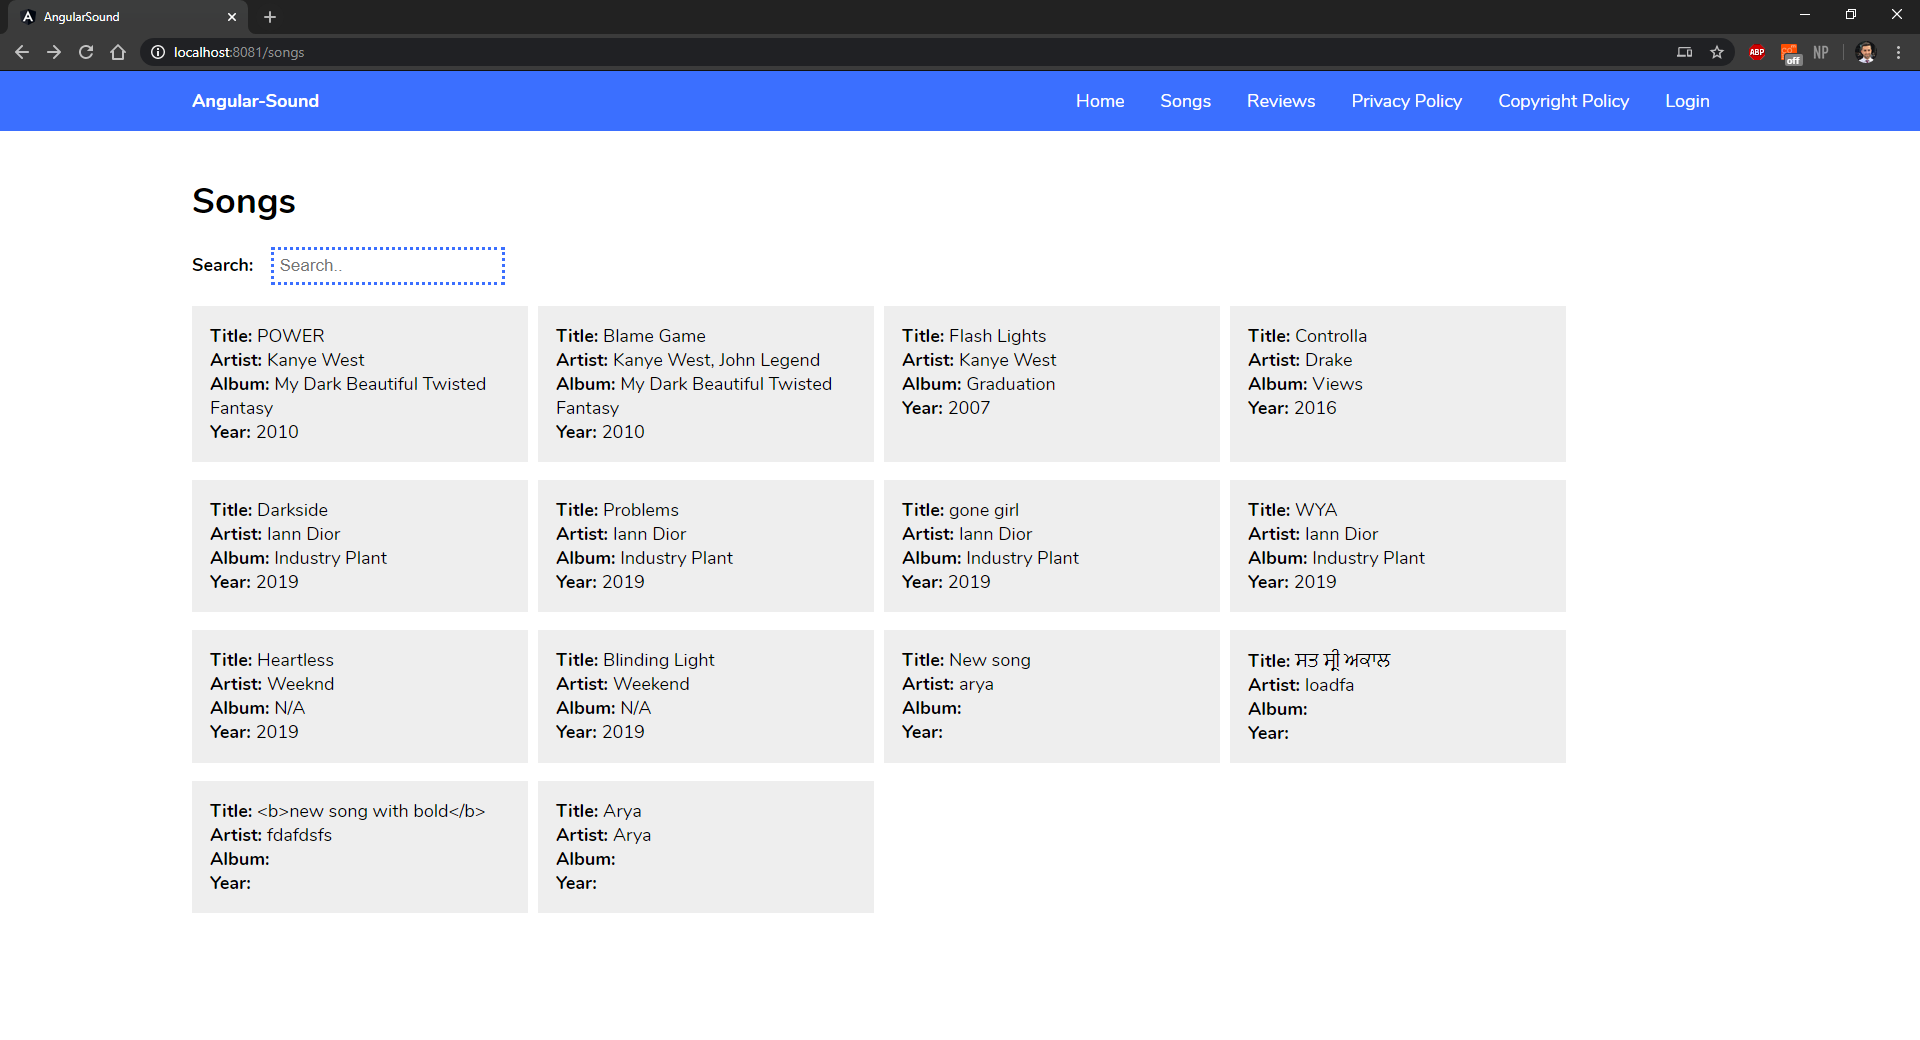 AngularSound
localhost:8081/songs
ABP
off
NP
Angular-Sound
Home
Songs
Reviews
Privacy Policy
Copyright Policy
Login
Songs
Search:
Search..
Title: POWER
Artist: Kanye West
Album: My Dark Beautiful Twisted
Fantasy
Year: 2010
Title: Blame Game
Artist: Kanye West, John Legend
Album: My Dark Beautiful Twisted
Fantasy
Year: 2010
Title: Flash Lights
Artist: Kanye West
Album: Graduation
Year: 2007
Title: Controlla
Artist: Drake
Album: Views
Year: 2016
Title: Darkside
Artist: Iann Dior
Album: Industry Plant
Year: 2019
Title: Problems
Artist: Iann Dior
Album: Industry Plant
Year: 2019
Title: gone girl
Artist: Iann Dior
Album: Industry Plant
Year: 2019
Title: WYA
Artist: Iann Dior
Album: Industry Plant
Year: 2019
Title: Heartless
Artist: Weeknd
Album: N/A
Year: 2019
Title: Blinding Light
Artist: Weekend
Album: N/A
Year: 2019
Title: New song
Artist: arya
Album:
Year:
Title: ਸਤ ਸ੍ਰੀ ਅਕਾਲ
Artist: loadfa
Album:
Year:
Title: <b>new song with bold</b>
Artist: fdafdsfs
Album:
Year:
Title: Arya
Artist: Arya
Album:
Year: